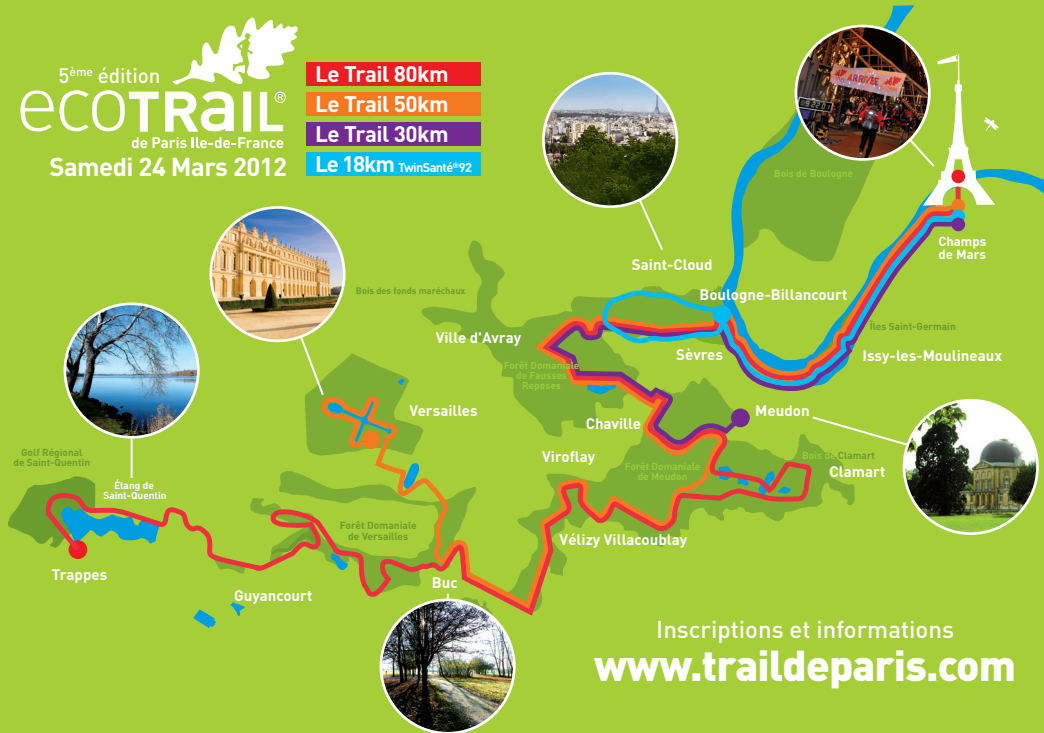 5ème édition
ecoTRAIL®
de Paris Ile-de-France
Samedi 24 Mars 2012
Le Trail 80km
Le Trail 50km
Le Trail 30km
Le 18km TwinSanté®92
ARRIVÉE
Bois de Boulogne
Champs
de Mars
Saint-Cloud
Boulogne-Billancourt
Bois des fonds maréchaux
Îles Saint-Germain
Ville d'Avray
Sèvres
Issy-les-Moulineaux
Forêt Domaniale
de Fausses
Reposes
Versailles
Chaville
Meudon
Viroflay
Golf Régional
de Saint-Quentin
Forêt Domaniale
de Meudon
Bois de Clamart
Clamart
Étang de
Saint-Quentin
Forêt Domaniale
de Versailles
Vélizy Villacoublay
Trappes
Buc
Guyancourt
Inscriptions et informations
www.traildeparis.com